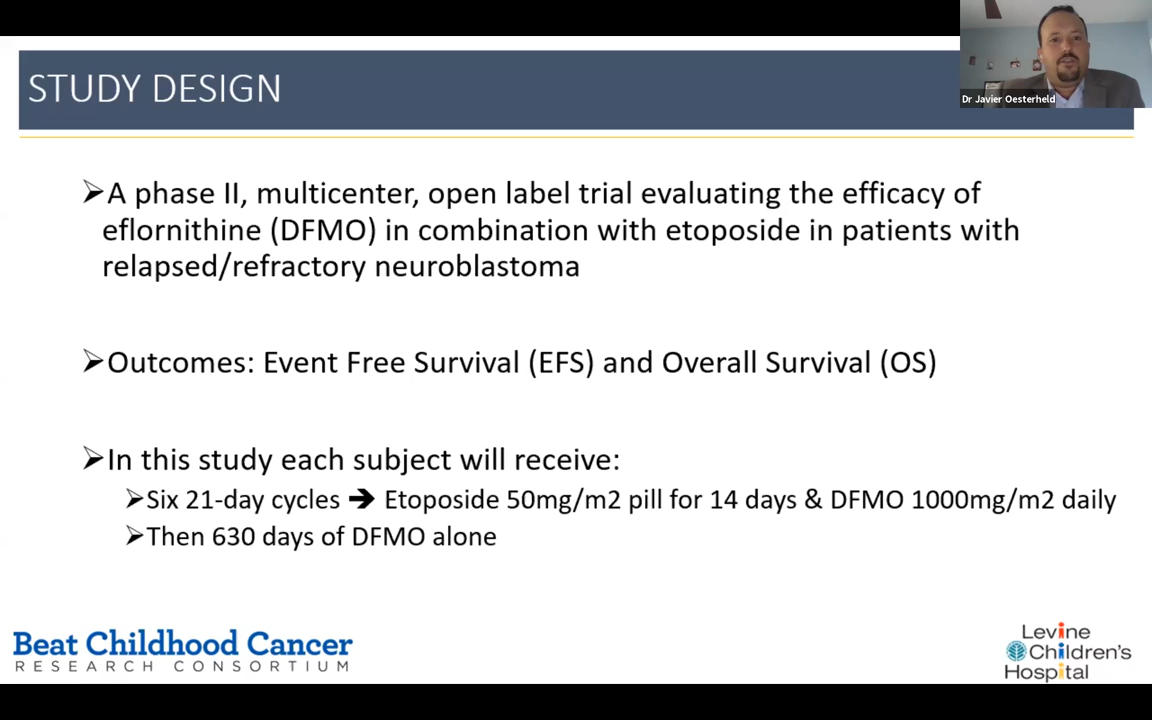 STUDY DESIGN
Dr Javier Oesterheld
➢A phase II, multicenter, open label trial evaluating the efficacy of
eflornithine (DFMO) in combination with etoposide in patients with
relapsed/refractory neuroblastoma
➢Outcomes: Event Free Survival (EFS) and Overall Survival (OS)
➢In this study each subject will receive:
➢Six 21-day cycles ➔ Etoposide 50mg/m2 pill for 14 days & DFMO 1000mg/m2 daily
➢Then 630 days of DFMO alone
Beat Childhood Cancer
RESEARCH CONSORTIUM
Levine
Children's
Hospital